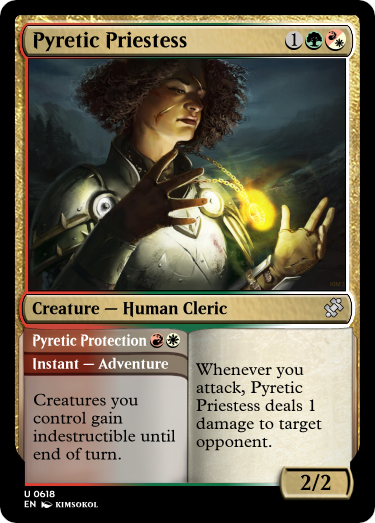 Pyretic Priestess 1
Creature — Human Cleric
Pyretic Protection
Instant — Adventure
Creatures you
control gain
indestructible until
end of turn.
Whenever you
attack, Pyretic
Priestess deals 1
damage to target
opponent.
2/2
U 0618
EN KIMSOKOL